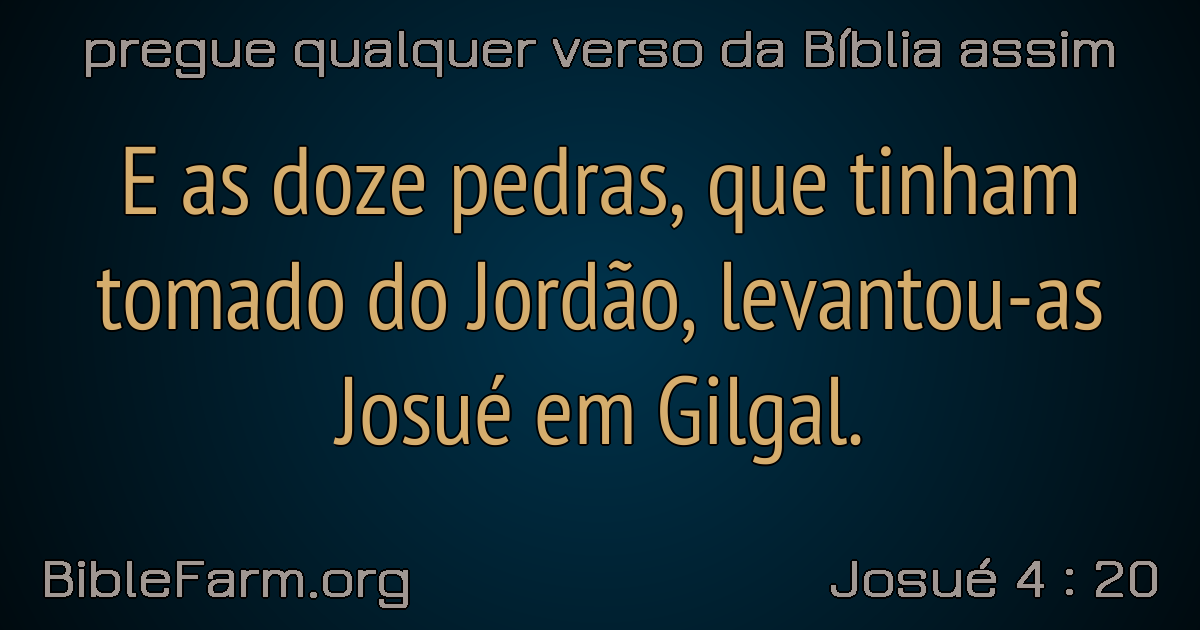 pregue qualquer verso da Bíblia assim
E as doze pedras, que tinham
tomado do Jordão, levantou-as
Josué em Gilgal.
BibleFarm.org
Josué 4 : 20